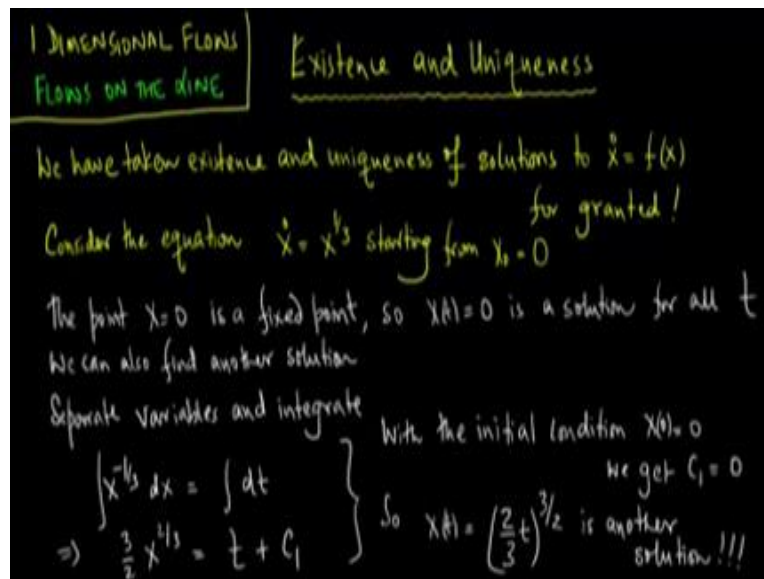 1 DIMENSIONAL FLOWS
FLOWS ON THE LINE
Existence and Uniqueness
We have taken existence and uniqueness of solutions to ẋ = f(x)
for granted!
Consider the equation ẋ = x^{1/3} starting from x₀ = 0
The point x=0 is a fixed point, so x(t)=0 is a solution for all t
We can also find another solution
Separate variables and integrate
∫x^{-1/3} dx = ∫dt
⇒ 3/2 x^{2/3} = t + C₁
With the initial condition x(0)=0
we get C₁ = 0
So x(t) = (2/3 t)^{3/2} is another
solution!!!